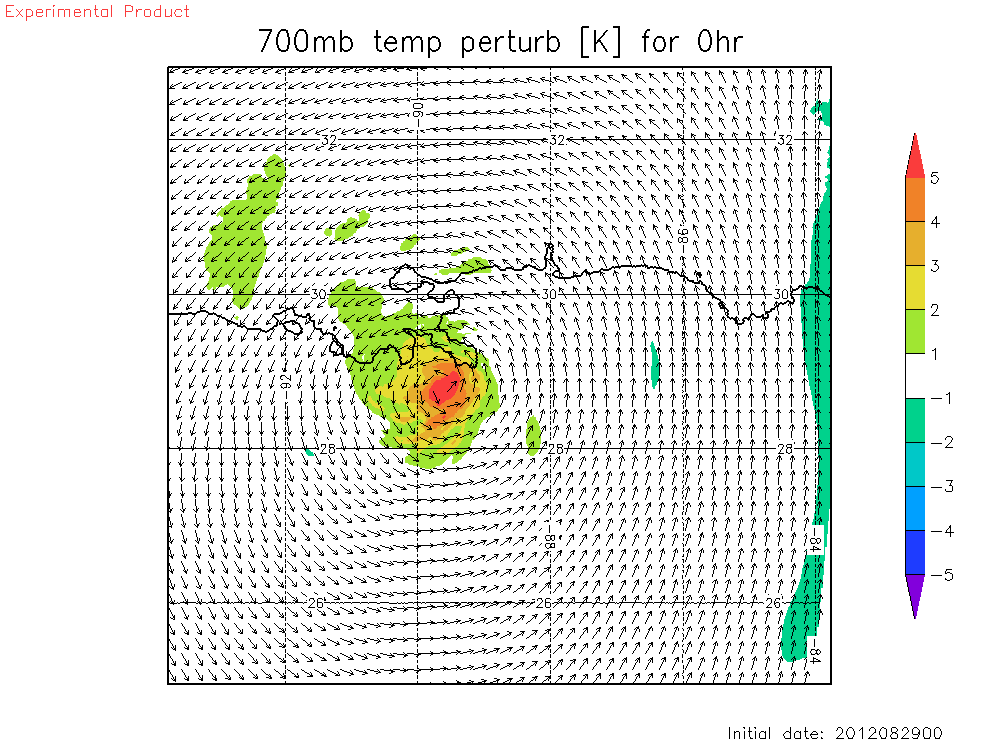 Experimental Product
700mb temp perturb [K] for 0hr
-90
32 32 32
-86
30 30 30
-92
28 28 28
-88
-84
26 26 26
-84
5
4
3
2
1
-1
-2
-3
-4
-5
Initial date: 2012082900